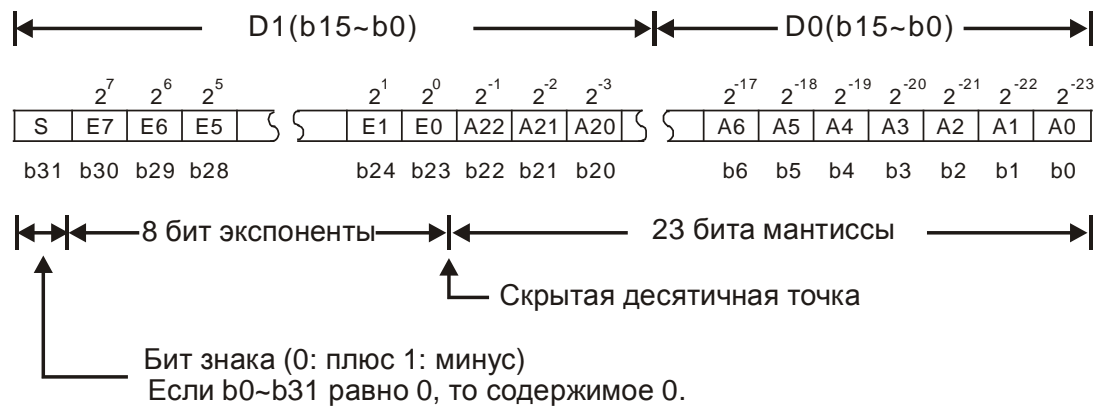 D1(b15~b0) D0(b15~b0)
2^7 2^6 2^5 2^1 2^0 2^-1 2^-2 2^-3 2^-17 2^-18 2^-19 2^-20 2^-21 2^-22 2^-23
S E7 E6 E5 E1 E0 A22 A21 A20 A6 A5 A4 A3 A2 A1 A0
b31 b30 b29 b28 b24 b23 b22 b21 b20 b6 b5 b4 b3 b2 b1 b0
8 бит экспоненты 23 бита мантиссы
Скрытая десятичная точка
Бит знака (0: плюс 1: минус)
Если b0~b31 равно 0, то содержимое 0.